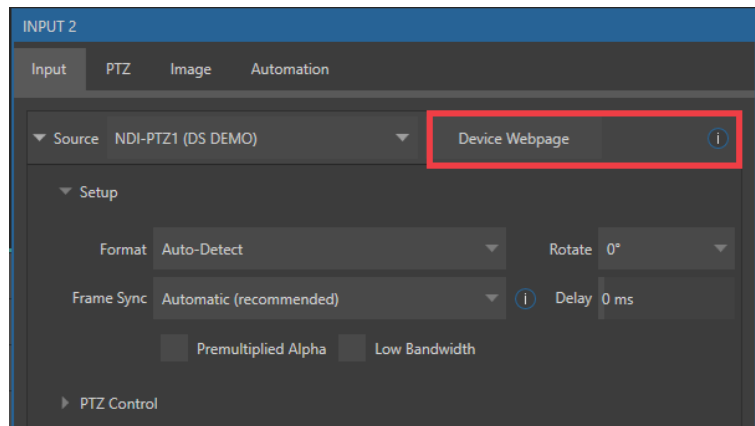 INPUT 2
Input PTZ Image Automation
Source NDI-PTZ1 (DS DEMO) Device Webpage i
Setup
Format Auto-Detect Rotate 0°
Frame Sync Automatic (recommended) i Delay 0 ms
Premultiplied Alpha Low Bandwidth
PTZ Control